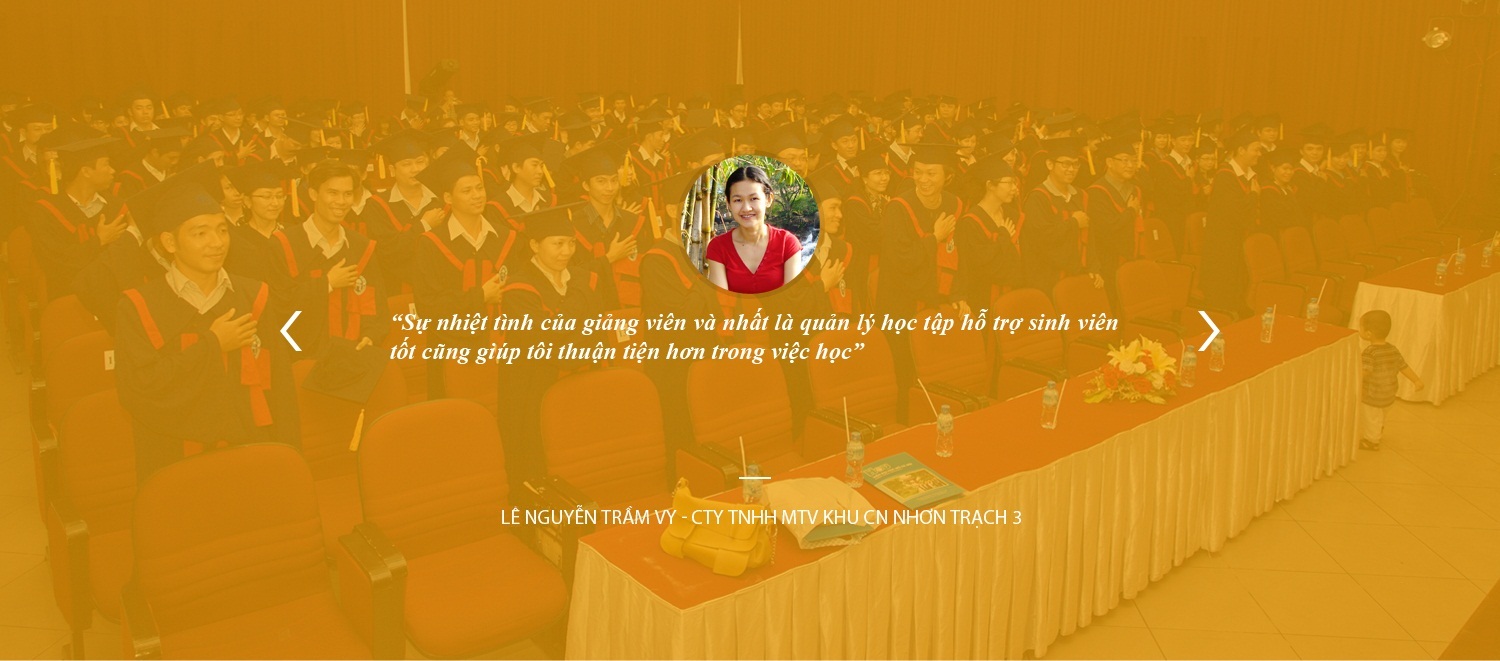 “Sự nhiệt tình của giảng viên và nhất là quản lý học tập hỗ trợ sinh viên
tốt cũng giúp tôi thuận tiện hơn trong việc học”
LÊ NGUYỄN TRẦM VY - CTY TNHH MTV KHU CN NHƠN TRẠCH 3